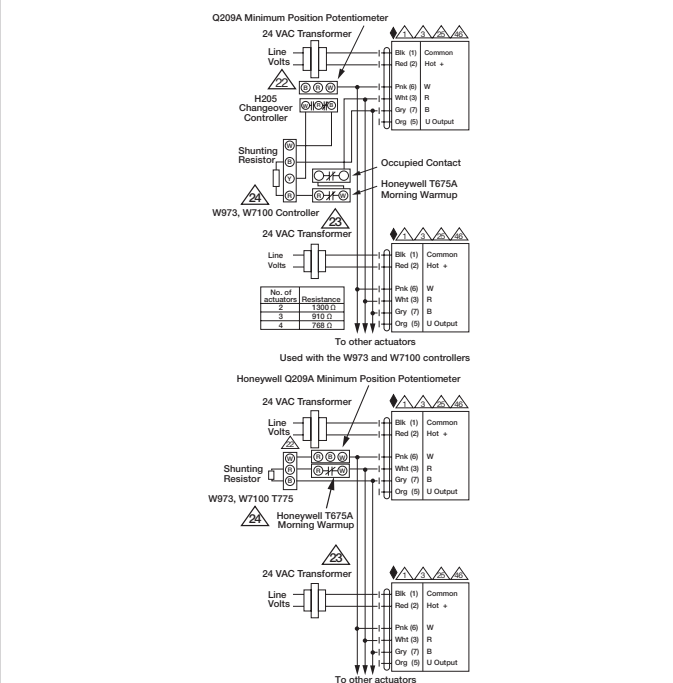 Q209A Minimum Position Potentiometer
24 VAC Transformer
1 3 25 46
Line
Volts
Blk (1) Common
Red (2) Hot +
22
B R W
Pnk (6) W
H205
Changeover
Controller
W R B
Wht (3) R
Gry (7) B
Org (5) U Output
W
Shunting
Resistor
B
Occupied Contact
Y
Honeywell T675A
Morning Warmup
R
R W
24
W973, W7100 Controller
23
24 VAC Transformer
1 3 25 46
Line
Volts
Blk (1) Common
Red (2) Hot +
Pnk (6) W
Wht (3) R
Gry (7) B
Org (5) U Output
No. of
actuators Resistance
2 1300 Ω
3 910 Ω
4 768 Ω
To other actuators
Used with the W973 and W7100 controllers
Honeywell Q209A Minimum Position Potentiometer
24 VAC Transformer
1 3 25 46
Line
Volts
Blk (1) Common
Red (2) Hot +
22
W
R B W
Pnk (6) W
Shunting
Resistor
R
R W
Wht (3) R
B
Gry (7) B
Org (5) U Output
W973, W7100 T775
24
Honeywell T675A
Morning Warmup
23
24 VAC Transformer
1 3 25 46
Line
Volts
Blk (1) Common
Red (2) Hot +
Pnk (6) W
Wht (3) R
Gry (7) B
Org (5) U Output
To other actuators